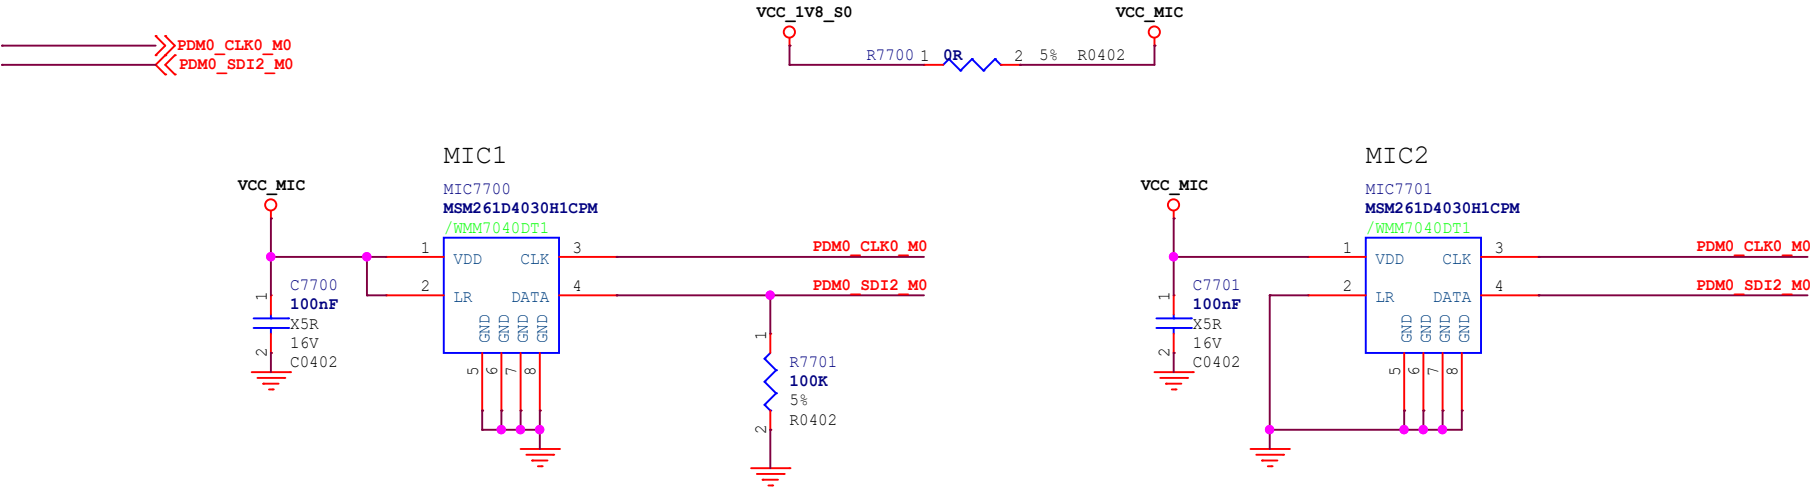 VCC_1V8_S0
VCC_MIC
PDM0_CLK0_M0
PDM0_SDI2_M0
R7700 1 0R 2 5% R0402
MIC1
MIC7700
MSM261D4030H1CPM
/WMM7040DT1
VCC_MIC
1 VDD CLK 3 PDM0_CLK0_M0
2 LR DATA 4 PDM0_SDI2_M0
GND GND GND GND
5 6 7 8
1 C7700
100nF
X5R
16V
2 C0402
1 R7701
100K
5%
2 R0402
MIC2
MIC7701
MSM261D4030H1CPM
/WMM7040DT1
VCC_MIC
1 VDD CLK 3 PDM0_CLK0_M0
2 LR DATA 4 PDM0_SDI2_M0
GND GND GND GND
5 6 7 8
1 C7701
100nF
X5R
16V
2 C0402